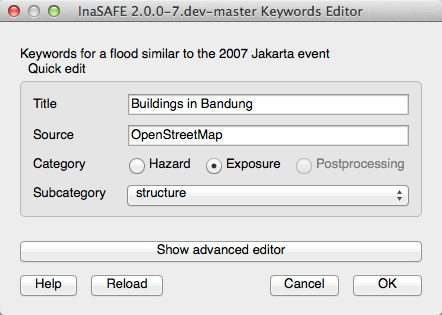 InaSAFE 2.0.0-7.dev-master Keywords Editor
Keywords for a flood similar to the 2007 Jakarta event
Quick edit
Title Buildings in Bandung
Source OpenStreetMap
Category Hazard Exposure Postprocessing
Subcategory structure
Show advanced editor
Help Reload Cancel OK